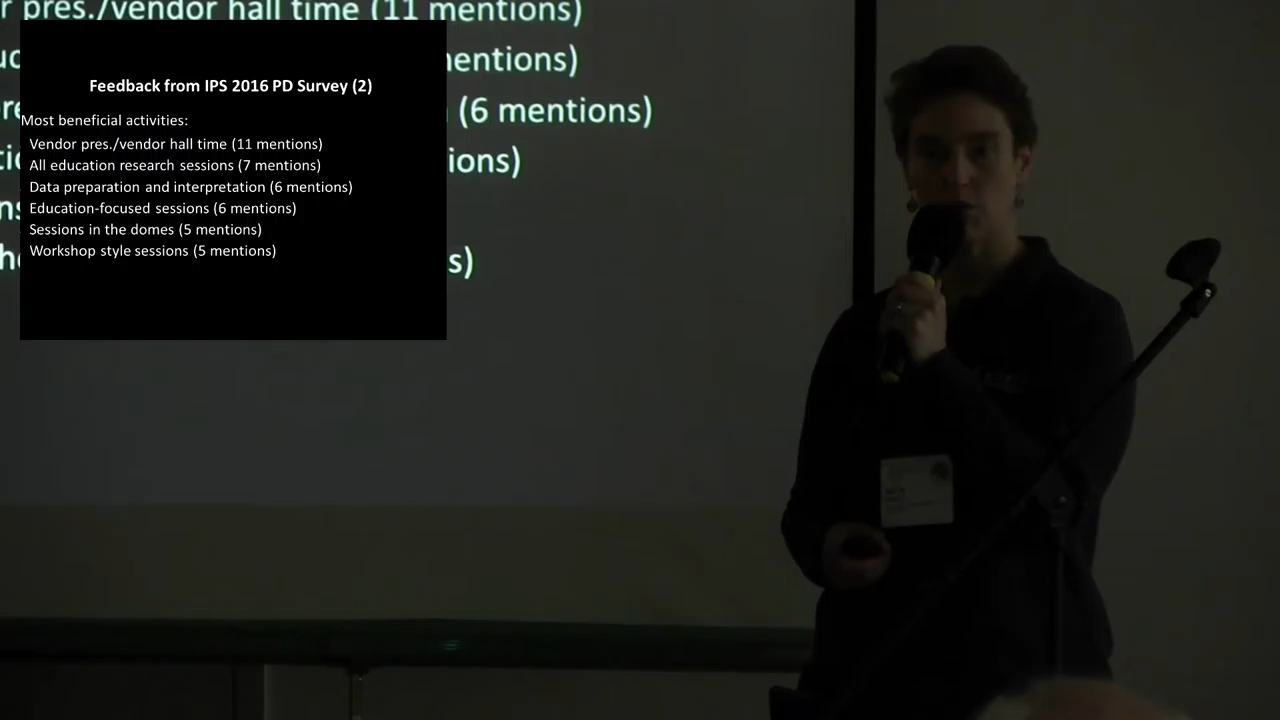 r pres./vendor hall time (11 mentions)
entions)
(6 mentions)
ions)
s)
Feedback from IPS 2016 PD Survey (2)
Most beneficial activities:
Vendor pres./vendor hall time (11 mentions)
All education research sessions (7 mentions)
Data preparation and interpretation (6 mentions)
Education-focused sessions (6 mentions)
Sessions in the domes (5 mentions)
Workshop style sessions (5 mentions)